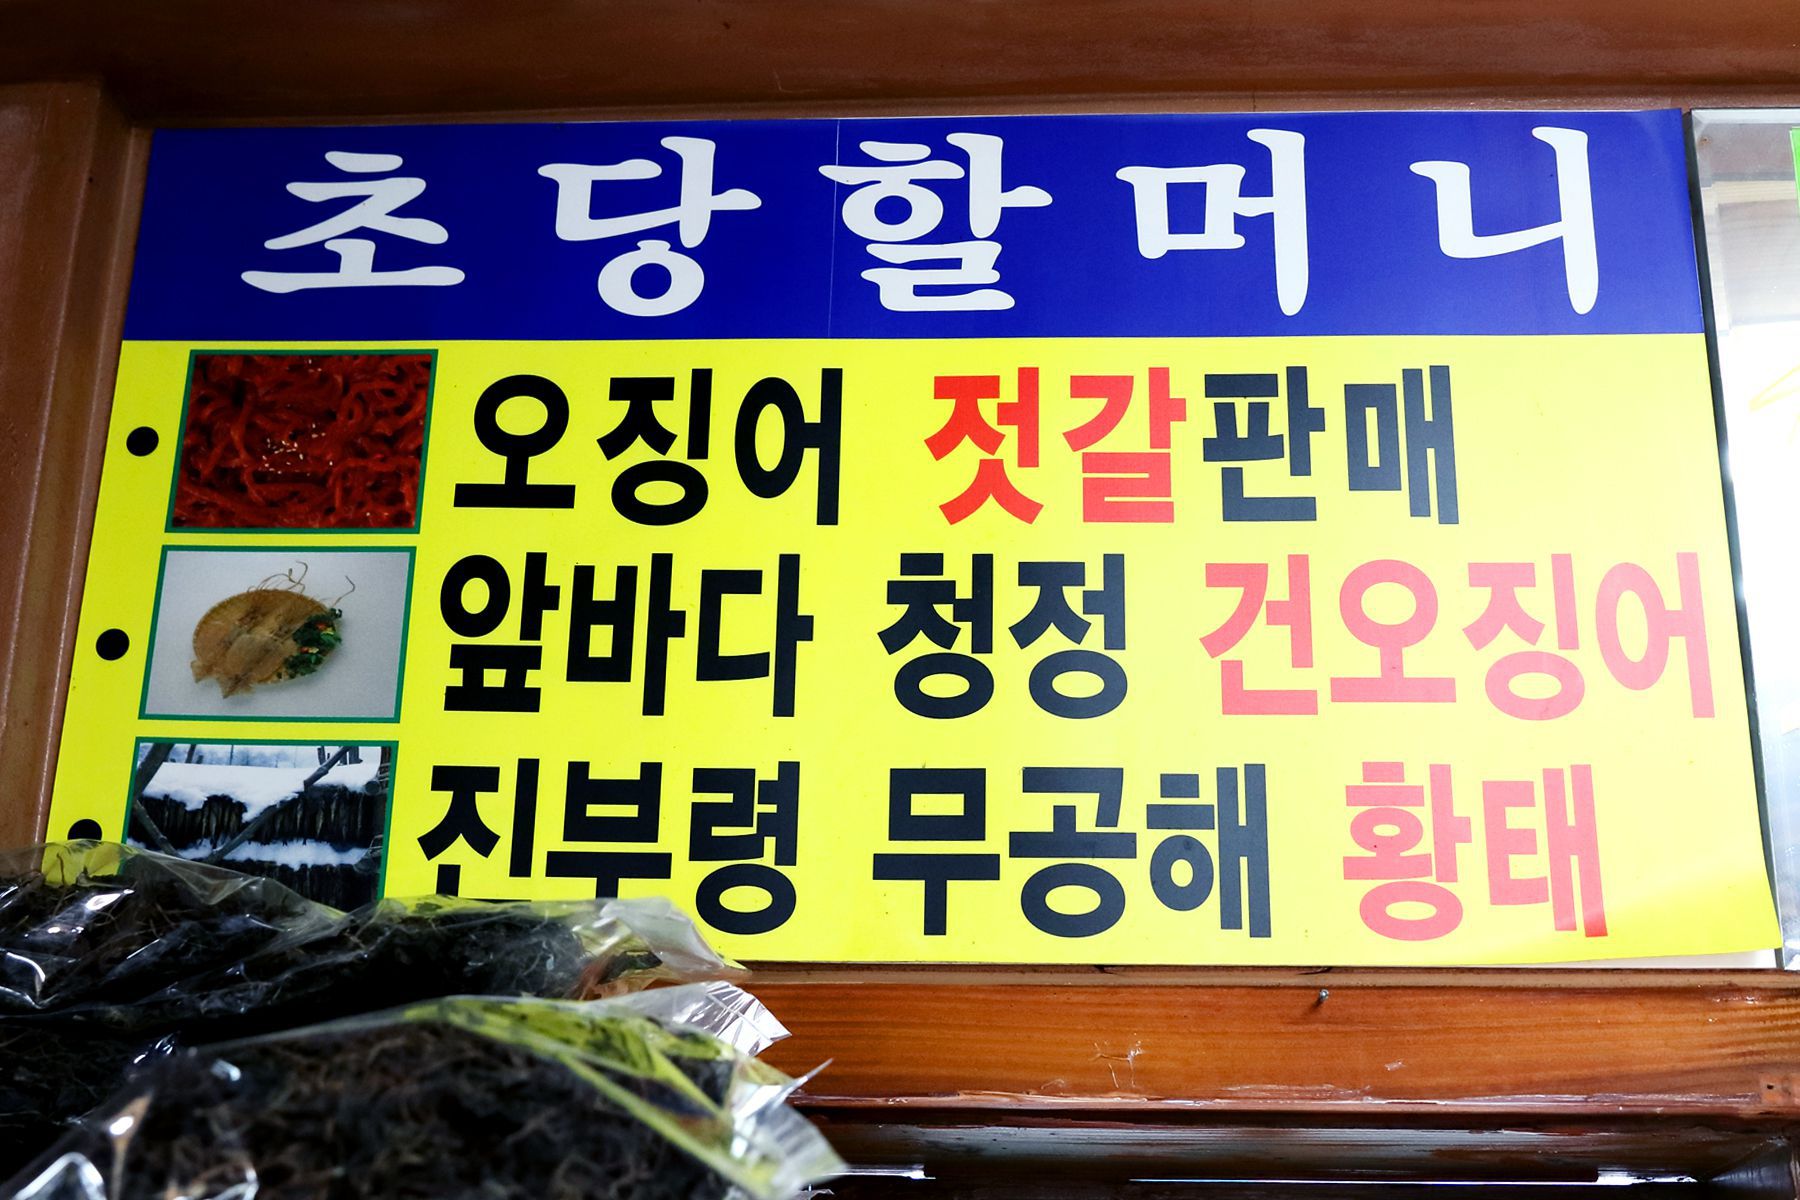 초당할머니
오징어 젓갈판매
앞바다 청정 건오징어
진부령 무공해 황태